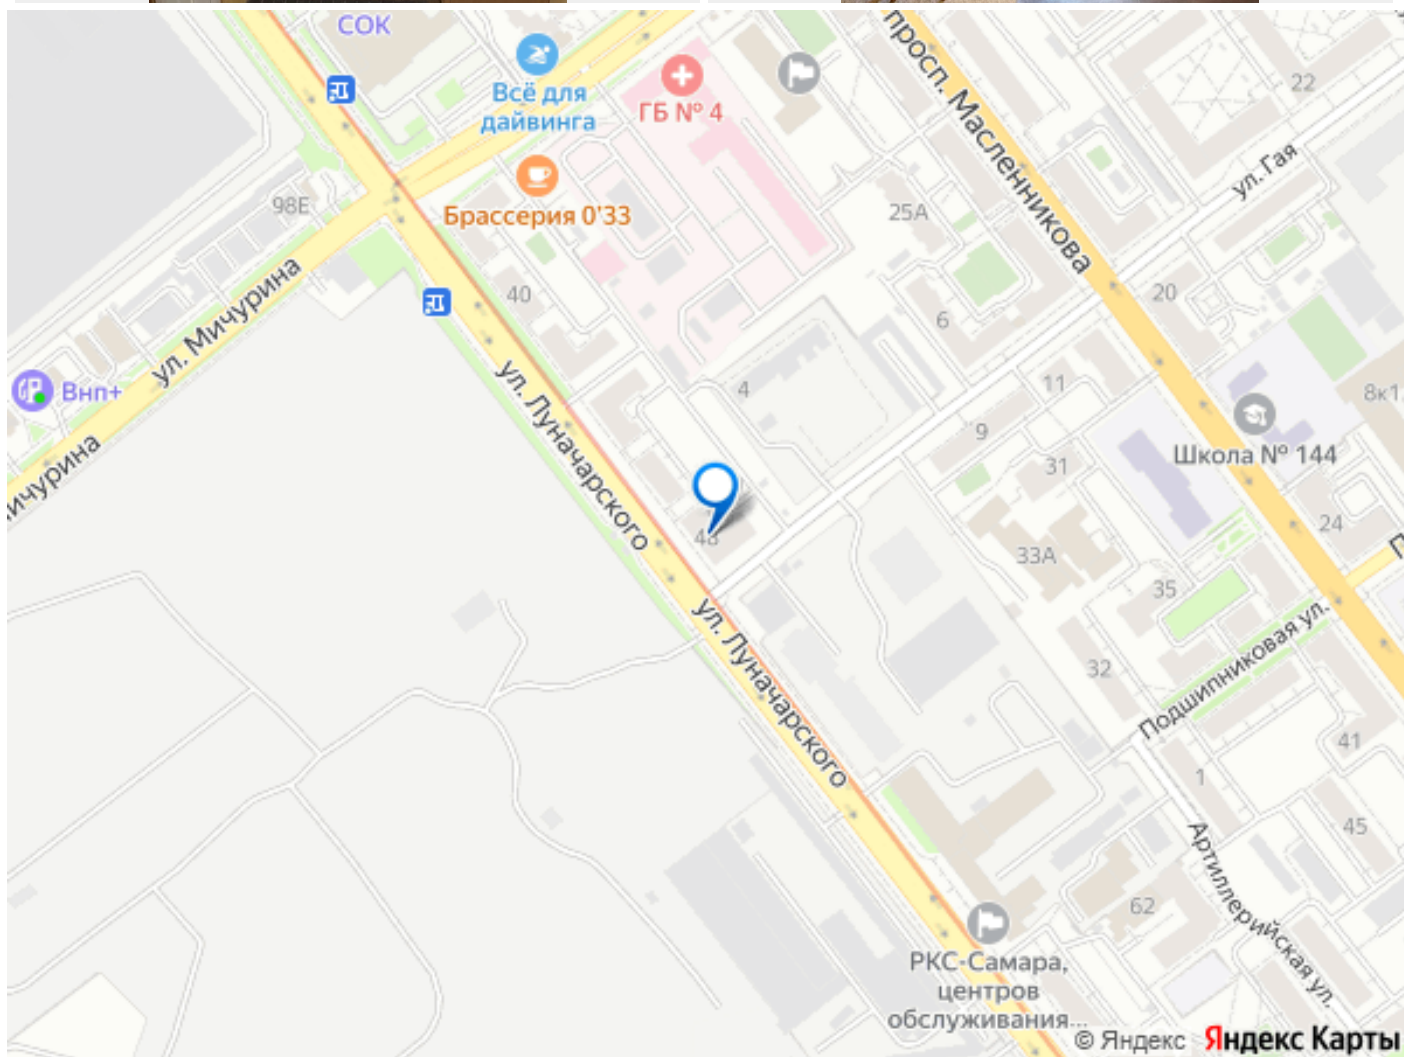 СОК
Всё для
дайвинга
ГБ № 4
просп. Масленникова
22
ул. Гая
Брассерия 0'33
98Е
25А
ул. Мичурина
40
20
6
Внп+
ул. Луначарского
4
11
9
Школа № 144
31
24
33А
35
ул. Луначарского
Подшипниковая ул.
32
41
1
45
Артиллерийская ул.
62
РКС-Самара,
центров
обслуживания...
© Яндекс Яндекс Карты